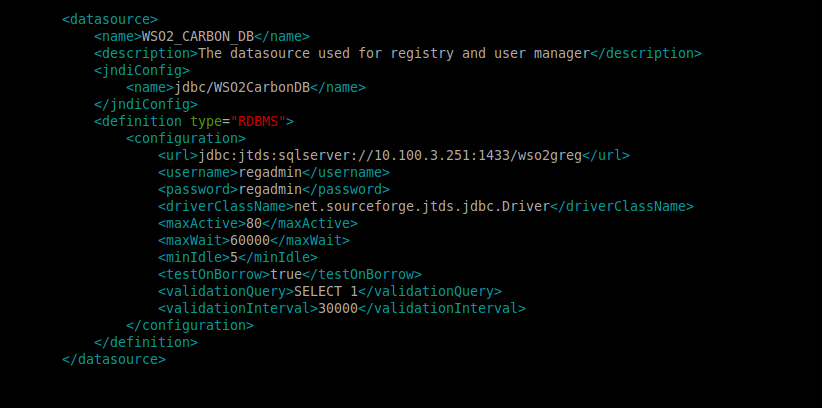 <datasource>
<name>WSO2_CARBON_DB</name>
<description>The datasource used for registry and user manager</description>
<jndiConfig>
<name>jdbc/WSO2CarbonDB</name>
</jndiConfig>
<definition type="RDBMS">
<configuration>
<url>jdbc:jtds:sqlserver://10.100.3.251:1433/wso2greg</url>
<username>regadmin</username>
<password>regadmin</password>
<driverClassName>net.sourceforge.jtds.jdbc.Driver</driverClassName>
<maxActive>80</maxActive>
<maxWait>60000</maxWait>
<minIdle>5</minIdle>
<testOnBorrow>true</testOnBorrow>
<validationQuery>SELECT 1</validationQuery>
<validationInterval>30000</validationInterval>
</configuration>
</definition>
</datasource>